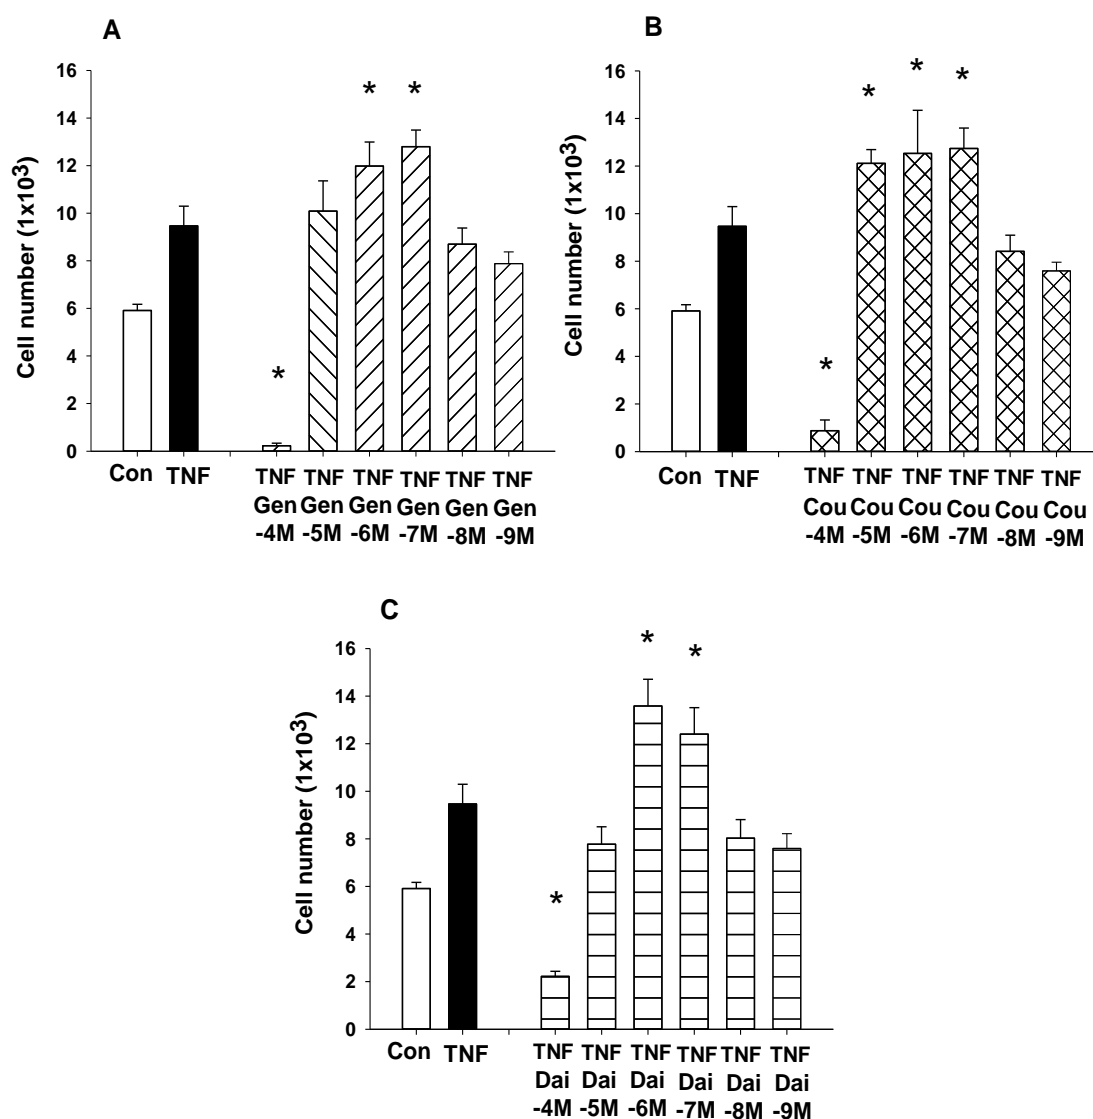 A
Cell number (1x10³)
16
14
12
10
8
6
4
2
0
* * *
Con TNF TNF TNF TNF TNF TNF TNF
Gen Gen Gen Gen Gen Gen
-4M -5M -6M -7M -8M -9M
B
Cell number (1x10³)
16
14
12
10
8
6
4
2
0
* * * *
Con TNF TNF TNF TNF TNF TNF TNF
Cou Cou Cou Cou Cou Cou
-4M -5M -6M -7M -8M -9M
C
Cell number (1x10³)
16
14
12
10
8
6
4
2
0
* * *
Con TNF TNF TNF TNF TNF TNF TNF
Dai Dai Dai Dai Dai Dai
-4M -5M -6M -7M -8M -9M